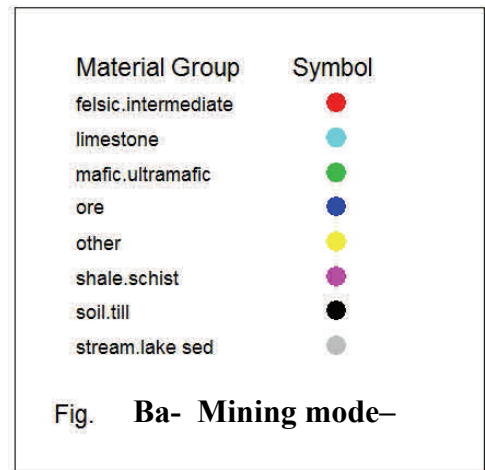 Material Group Symbol
felsic.intermediate
limestone
mafic.ultramafic
ore
other
shale.schist
soil.till
stream.lake sed
Fig. Ba- Mining mode–